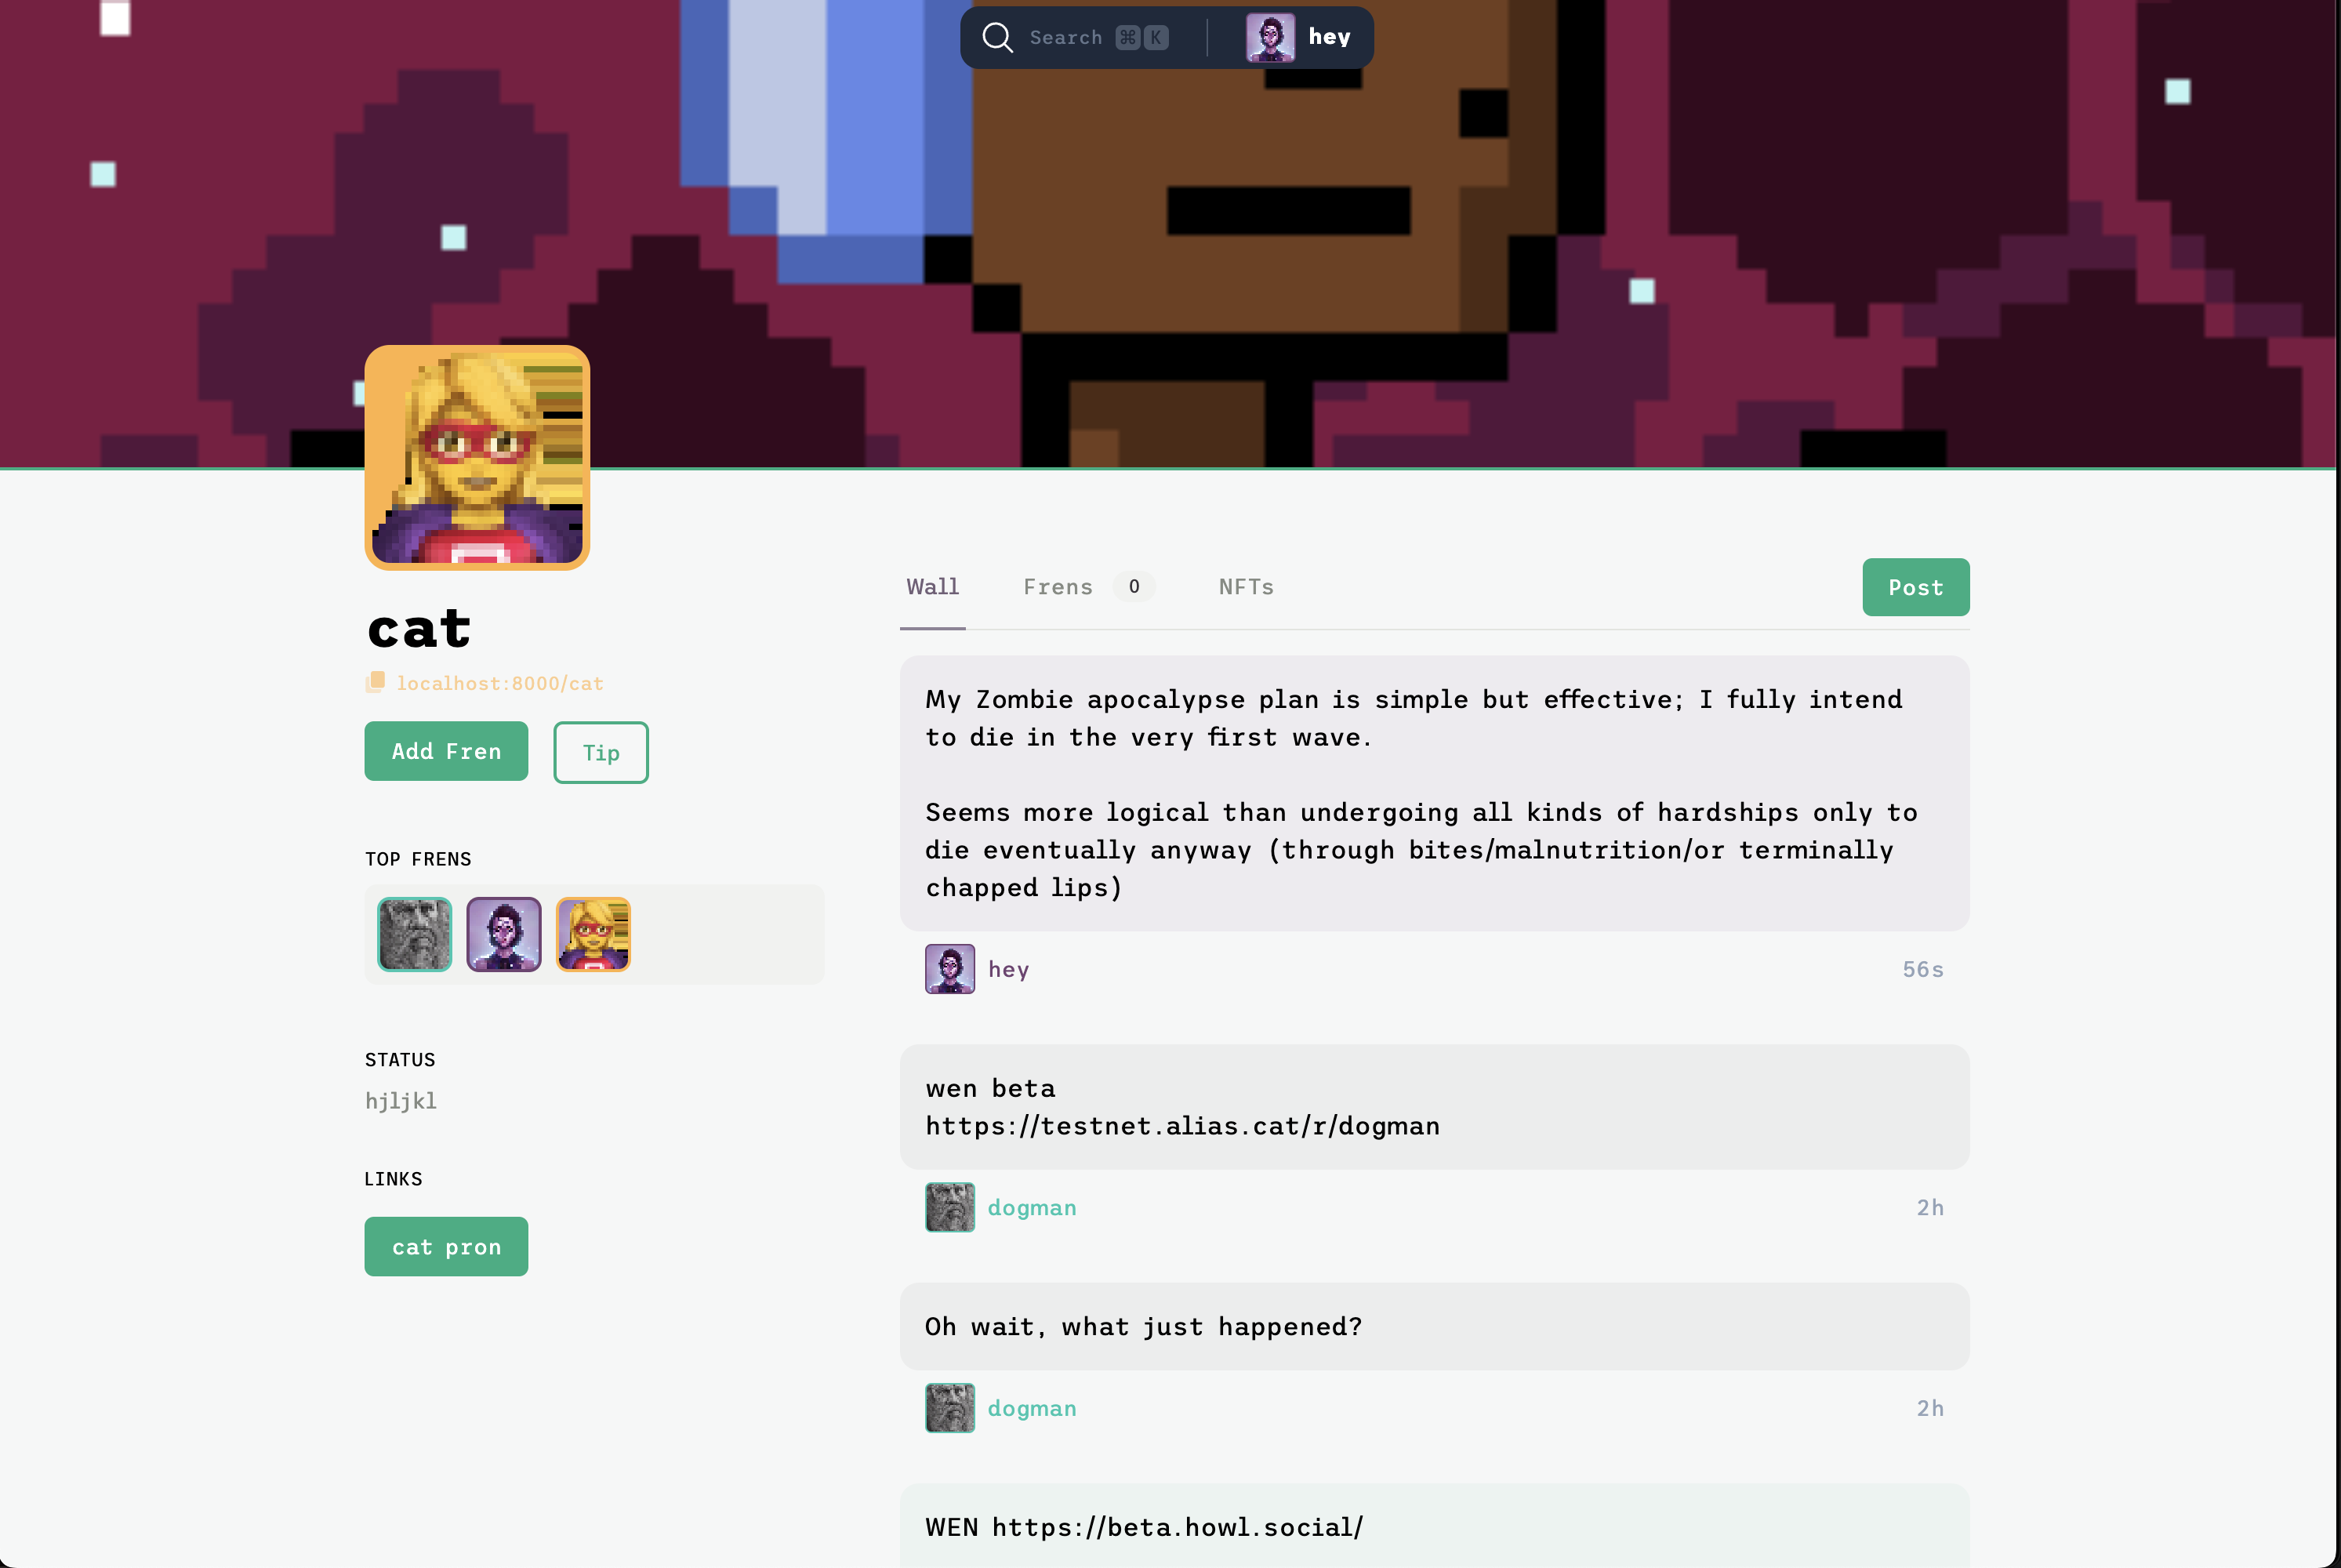 Search ⌘ K
hey
cat
localhost:8000/cat
Add Fren
Tip
TOP FRENS
STATUS
hjljkl
LINKS
cat pron
Wall
Frens 0
NFTs
Post
My Zombie apocalypse plan is simple but effective; I fully intend
to die in the very first wave.
Seems more logical than undergoing all kinds of hardships only to
die eventually anyway (through bites/malnutrition/or terminally
chapped lips)
hey
56s
wen beta
https://testnet.alias.cat/r/dogman
dogman
2h
Oh wait, what just happened?
dogman
2h
WEN https://beta.howl.social/